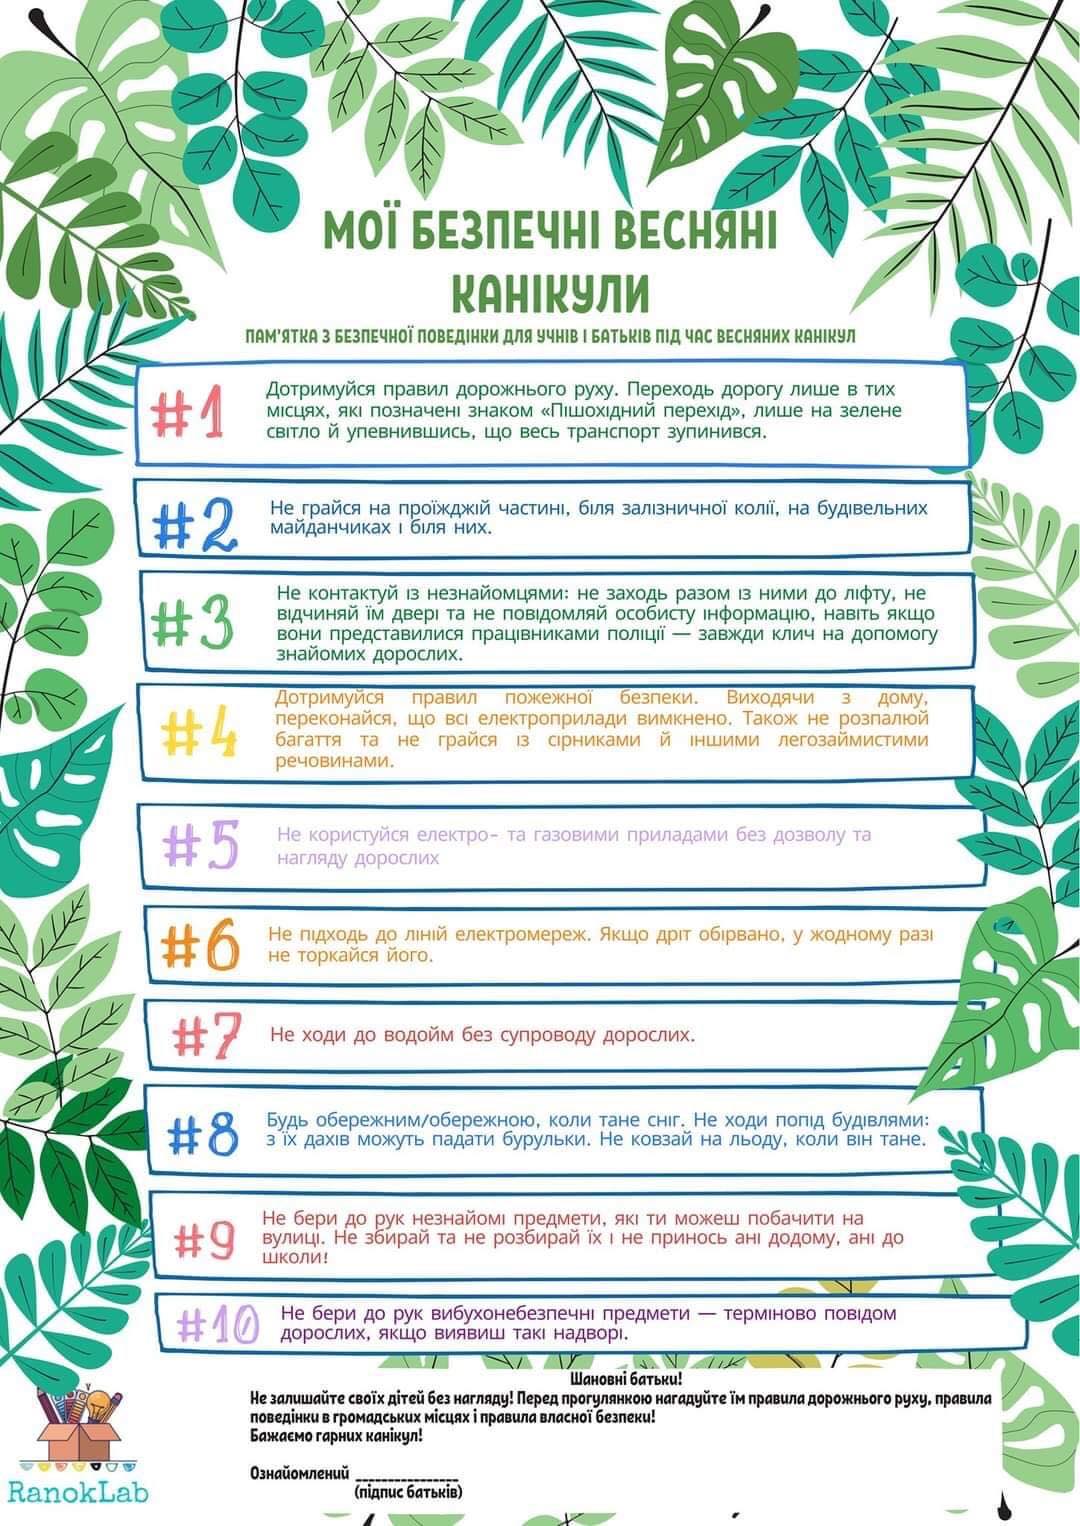 МОЇ БЕЗПЕЧНІ ВЕСНЯНІ
КАНІКУЛИ
ПАМ'ЯТКА З БЕЗПЕЧНОЇ ПОВЕДІНКИ ДЛЯ УЧНІВ І БАТЬКІВ ПІД ЧАС ВЕСНЯНИХ КАНІКУЛ
#1
Дотримуйся правил дорожнього руху. Переходь дорогу лише в тих
місцях, які позначені знаком «Пішохідний перехід», лише на зелене
світло й упевнившись, що весь транспорт зупинився.
#2
Не грайся на проїжджій частині, біля залізничної колії, на будівельних
майданчиках і біля них.
#3
Не контактуй із незнайомцями: не заходь разом із ними до ліфту, не
відчиняй їм двері та не повідомляй особисту інформацію, навіть якщо
вони представилися працівниками поліції — завжди клич на допомогу
знайомих дорослих.
#4
Дотримуйся правил пожежної безпеки. Виходячи з дому,
переконайся, що всі електроприлади вимкнено. Також не розпалюй
багаття та не грайся із сірниками й іншими легозаймистими
речовинами.
#5
Не користуйся електро- та газовими приладами без дозволу та
нагляду дорослих
#6
Не підходь до ліній електромереж. Якщо дріт обірвано, у жодному разі
не торкайся його.
#7
Не ходи до водойм без супроводу дорослих.
#8
Будь обережним/обережною, коли тане сніг. Не ходи попід будівлями:
з їх дахів можуть падати бурульки. Не ковзай на льоду, коли він тане.
#9
Не бери до рук незнайомі предмети, які ти можеш побачити на
вулиці. Не збирай та не розбирай їх і не принось ані додому, ані до
школи!
#10
Не бери до рук вибухонебезпечні предмети — терміново повідом
дорослих, якщо виявиш такі надворі.
Шановні батьки!
Не залишайте своїх дітей без нагляду! Перед прогулянкою нагадуйте їм правила дорожнього руху, правила
поведінки в громадських місцях і правила власної безпеки!
Бажаємо гарних канікул!
Ознайомлений ________________
(підпис батьків)
RanokLab